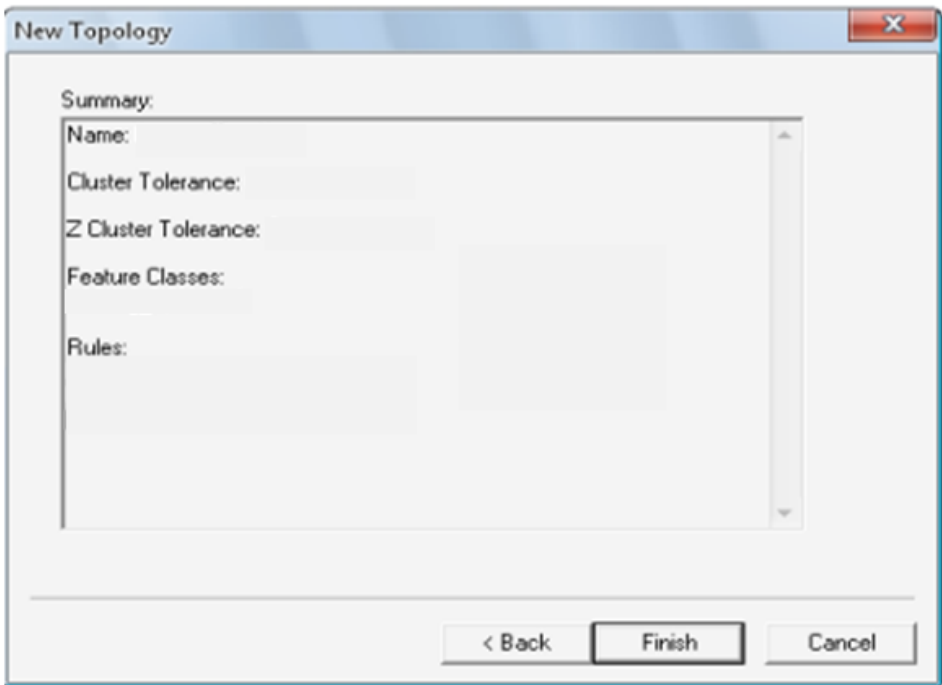 New Topology
Summary:
Name:
Cluster Tolerance:
Z Cluster Tolerance:
Feature Classes:
Rules:
< Back
Finish
Cancel